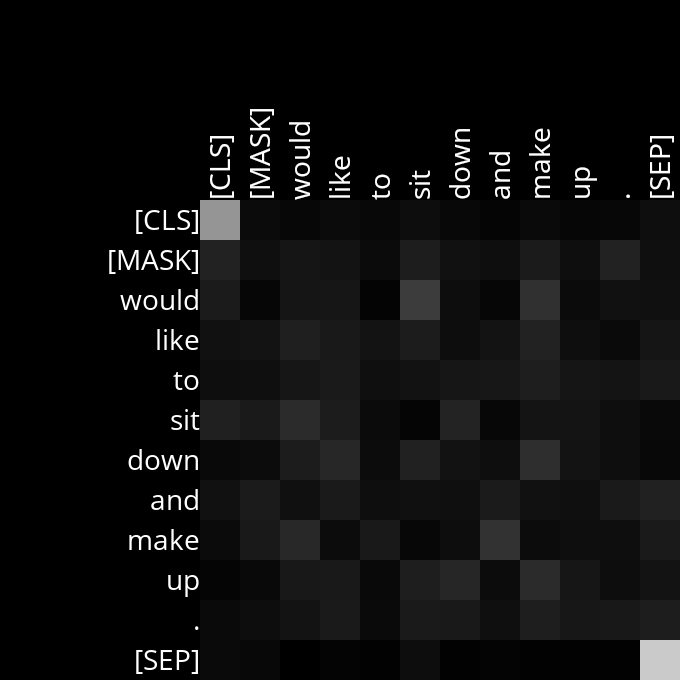 [CLS] [MASK] would like to sit down and make up . [SEP]
[CLS]
[MASK]
would
like
to
sit
down
and
make
up
.
[SEP]